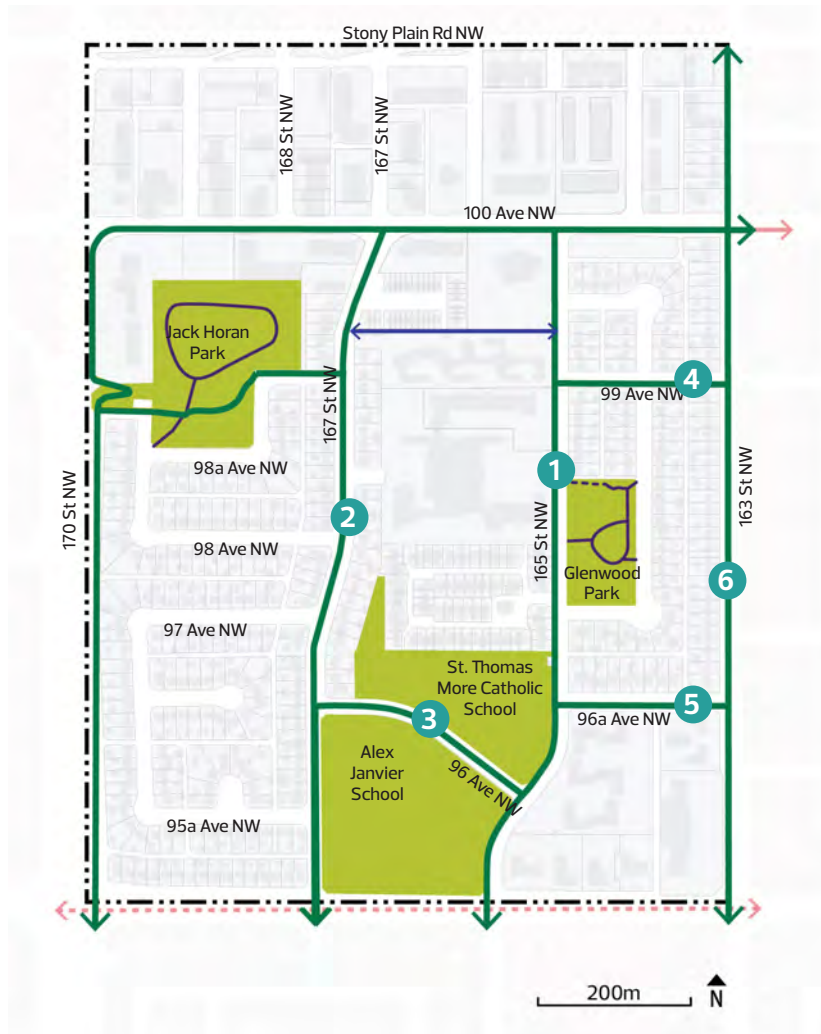 Stony Plain Rd NW
168 St NW
167 St NW
100 Ave NW
Jack Horan
Park
4
99 Ave NW
167 St NW
98a Ave NW
1
170 St NW
163 St NW
2
98 Ave NW
165 St NW
Glenwood
Park
6
97 Ave NW
St. Thomas
More Catholic
School
3
5
96a Ave NW
Alex
Janvier
School
96 Ave NW
95a Ave NW
200m
N